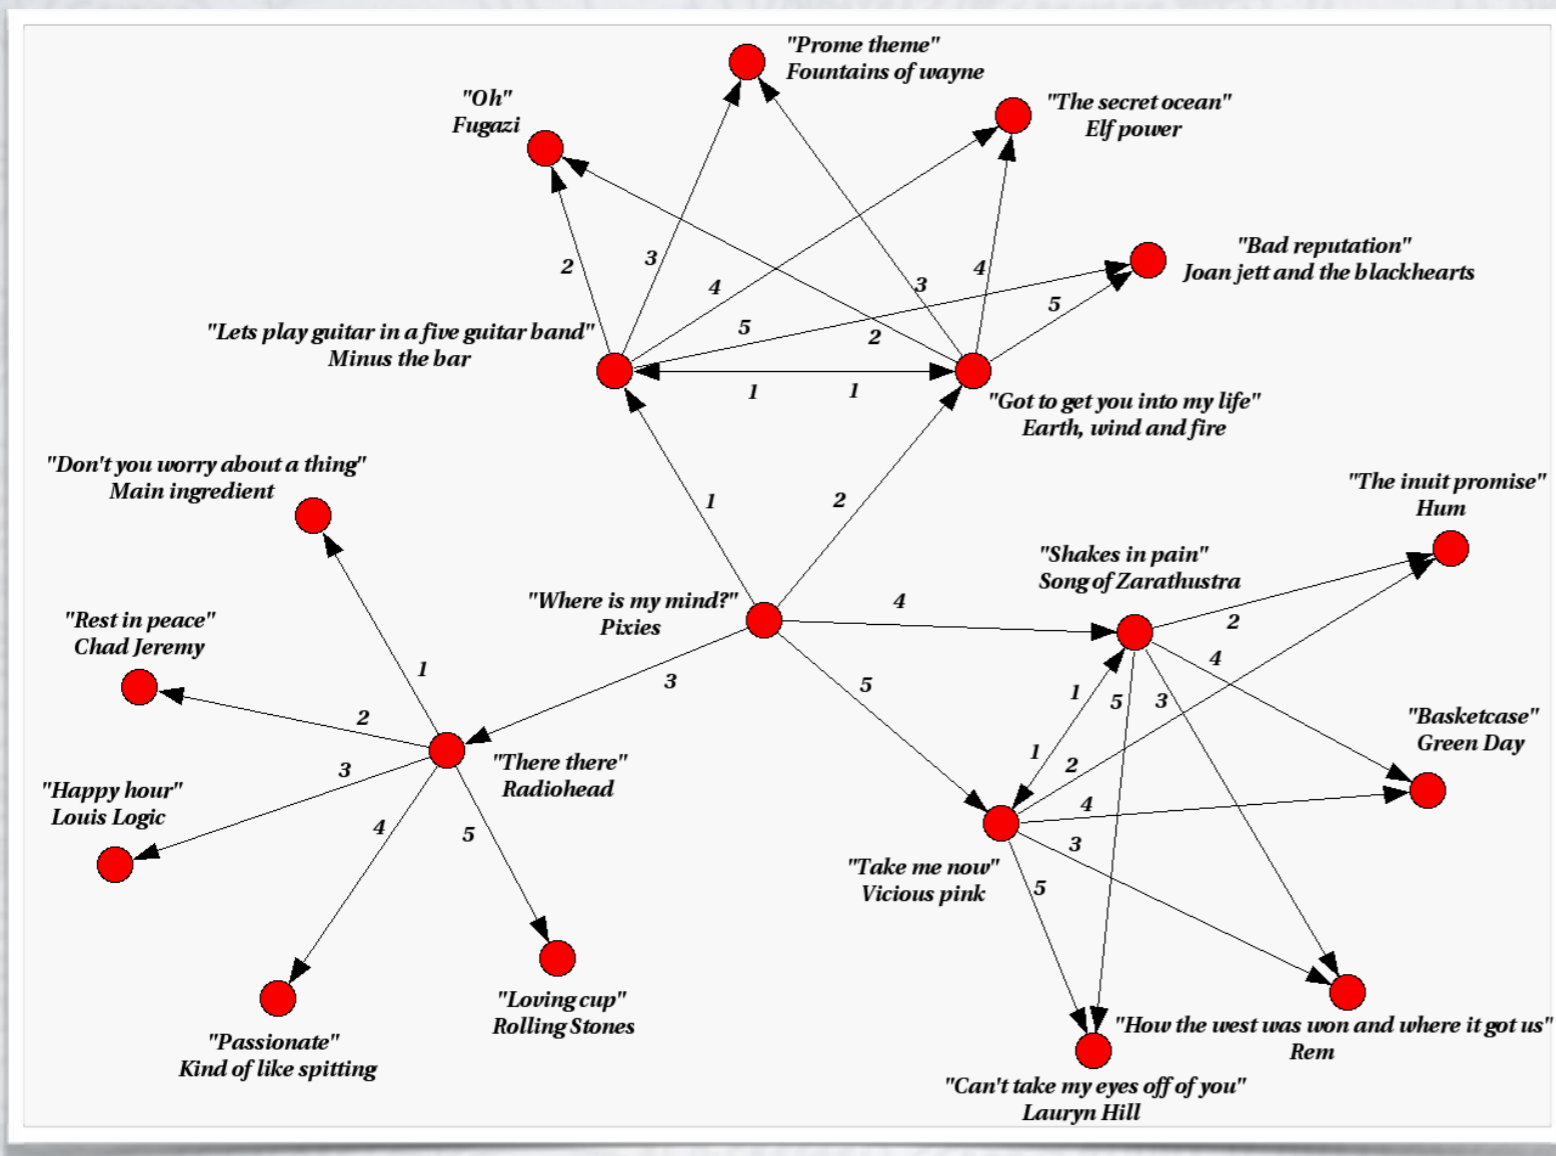 "Prome theme"
Fountains of wayne
"Oh"
Fugazi
"The secret ocean"
Elf power
"Bad reputation"
Joan jett and the blackhearts
2
3
4
3
4
5
5
2
"Lets play guitar in a five guitar band"
Minus the bar
1
1
"Got to get you into my life"
Earth, wind and fire
"Don't you worry about a thing"
Main ingredient
1
2
"The inuit promise"
Hum
"Shakes in pain"
Song of Zarathustra
"Where is my mind?"
Pixies
4
2
"Rest in peace"
Chad Jeremy
1
3
5
4
1
5
3
2
"Basketcase"
Green Day
"There there"
Radiohead
3
1
2
"Happy hour"
Louis Logic
4
5
4
3
"Take me now"
Vicious pink
5
"Loving cup"
Rolling Stones
"Passionate"
Kind of like spitting
"How the west was won and where it got us"
Rem
"Can't take my eyes off of you"
Lauryn Hill